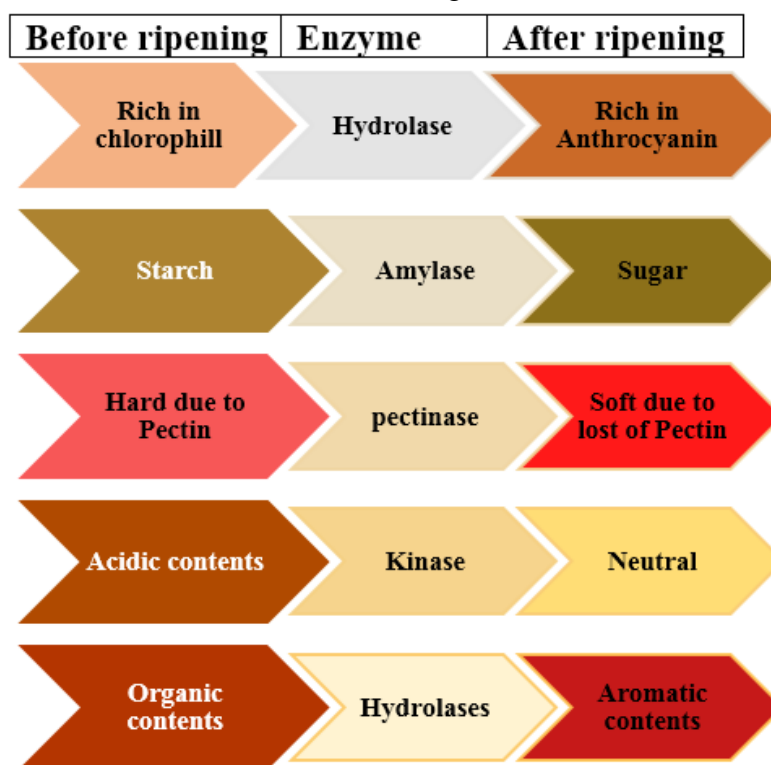 Before ripening Enzyme After ripening
Rich in
chlorophill
Hydrolase
Rich in
Anthrocyanin
Starch
Amylase
Sugar
Hard due to
Pectin
pectinase
Soft due to
lost of Pectin
Acidic contents
Kinase
Neutral
Organic
contents
Hydrolases
Aromatic
contents